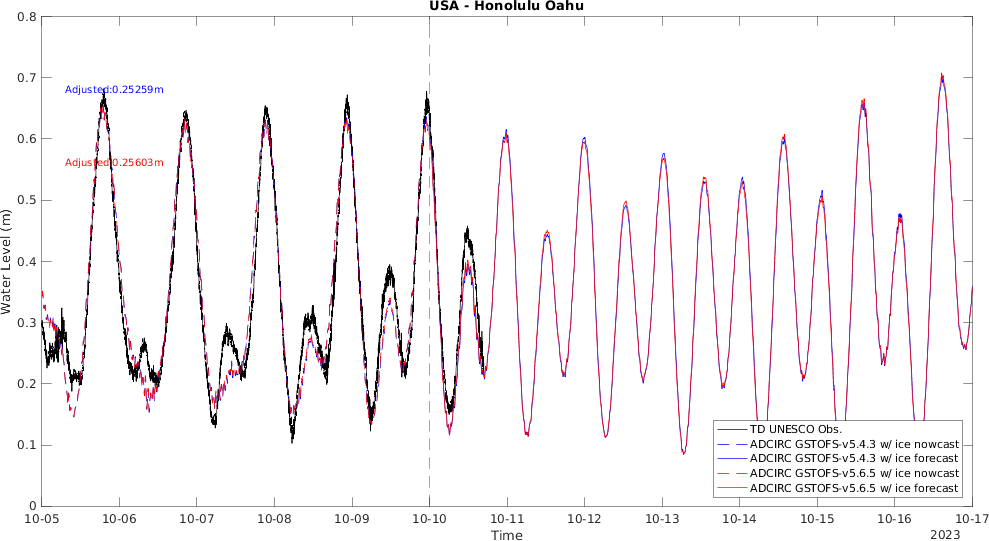 USA - Honolulu Oahu
0.8
0.7
0.6
0.5
0.4
0.3
0.2
0.1
0
Water Level (m)
Adjusted:0.25259m
Adjusted:0.25603m
TD UNESCO Obs.
ADCIRC GSTOFS-v5.4.3 w/ ice nowcast
ADCIRC GSTOFS-v5.4.3 w/ ice forecast
ADCIRC GSTOFS-v5.6.5 w/ ice nowcast
ADCIRC GSTOFS-v5.6.5 w/ ice forecast
10-05 10-06 10-07 10-08 10-09 10-10 10-11 10-12 10-13 10-14 10-15 10-16 10-17
Time
2023